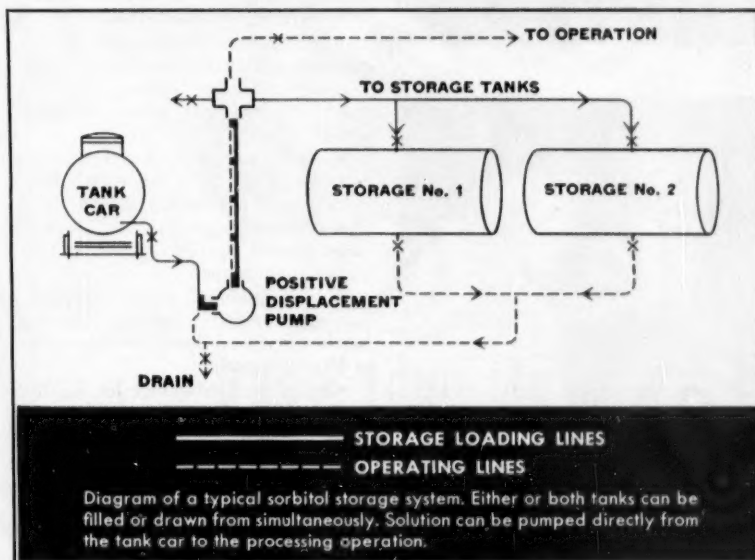 TO OPERATION
TO STORAGE TANKS
TANK
CAR
STORAGE No. 1
STORAGE No. 2
POSITIVE
DISPLACEMENT
PUMP
DRAIN
STORAGE LOADING LINES
OPERATING LINES
Diagram of a typical sorbitol storage system. Either or both tanks can be
filled or drawn from simultaneously. Solution can be pumped directly from
the tank car to the processing operation.